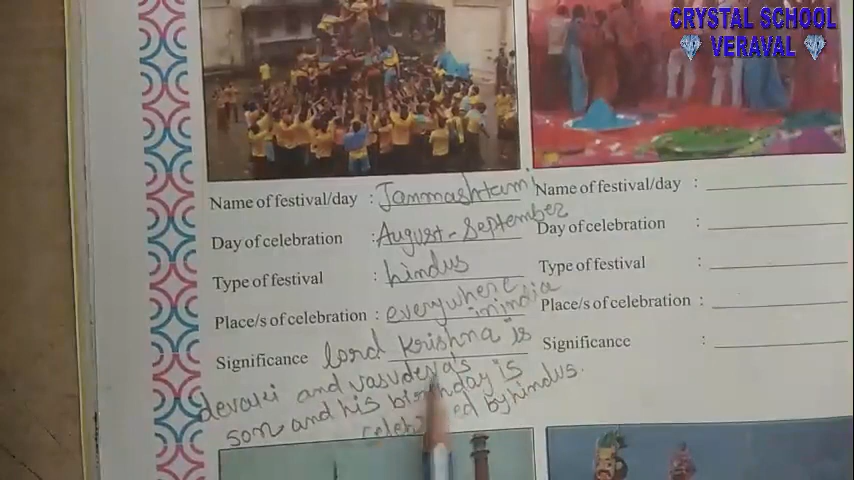 CRYSTAL SCHOOL
VERAVAL
Name of festival/day : Janmashtami
Day of celebration : August - September
Type of festival : hindus
Place/s of celebration : everywhere
in india
Significance lord krishna is
devaki and vasudeva's
son and his birthday is
celebrated by hindus.
Name of festival/day :
Day of celebration :
Type of festival :
Place/s of celebration :
Significance :